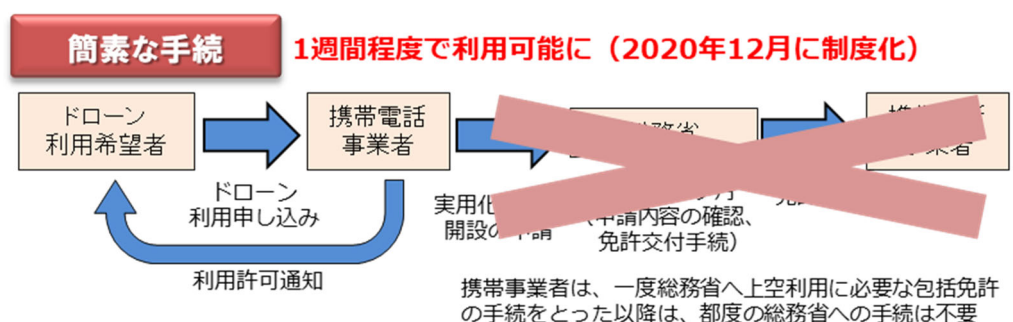 簡素な手続
1週間程度で利用可能に（2020年12月に制度化）
ドローン
利用希望者
携帯電話
事業者
ドローン
利用申し込み
実用化
開設の申請
（申請内容の確認、
免許交付手続）
利用許可通知
携帯事業者は、一度総務省へ上空利用に必要な包括免許
の手続をとった以降は、都度の総務省への手続は不要